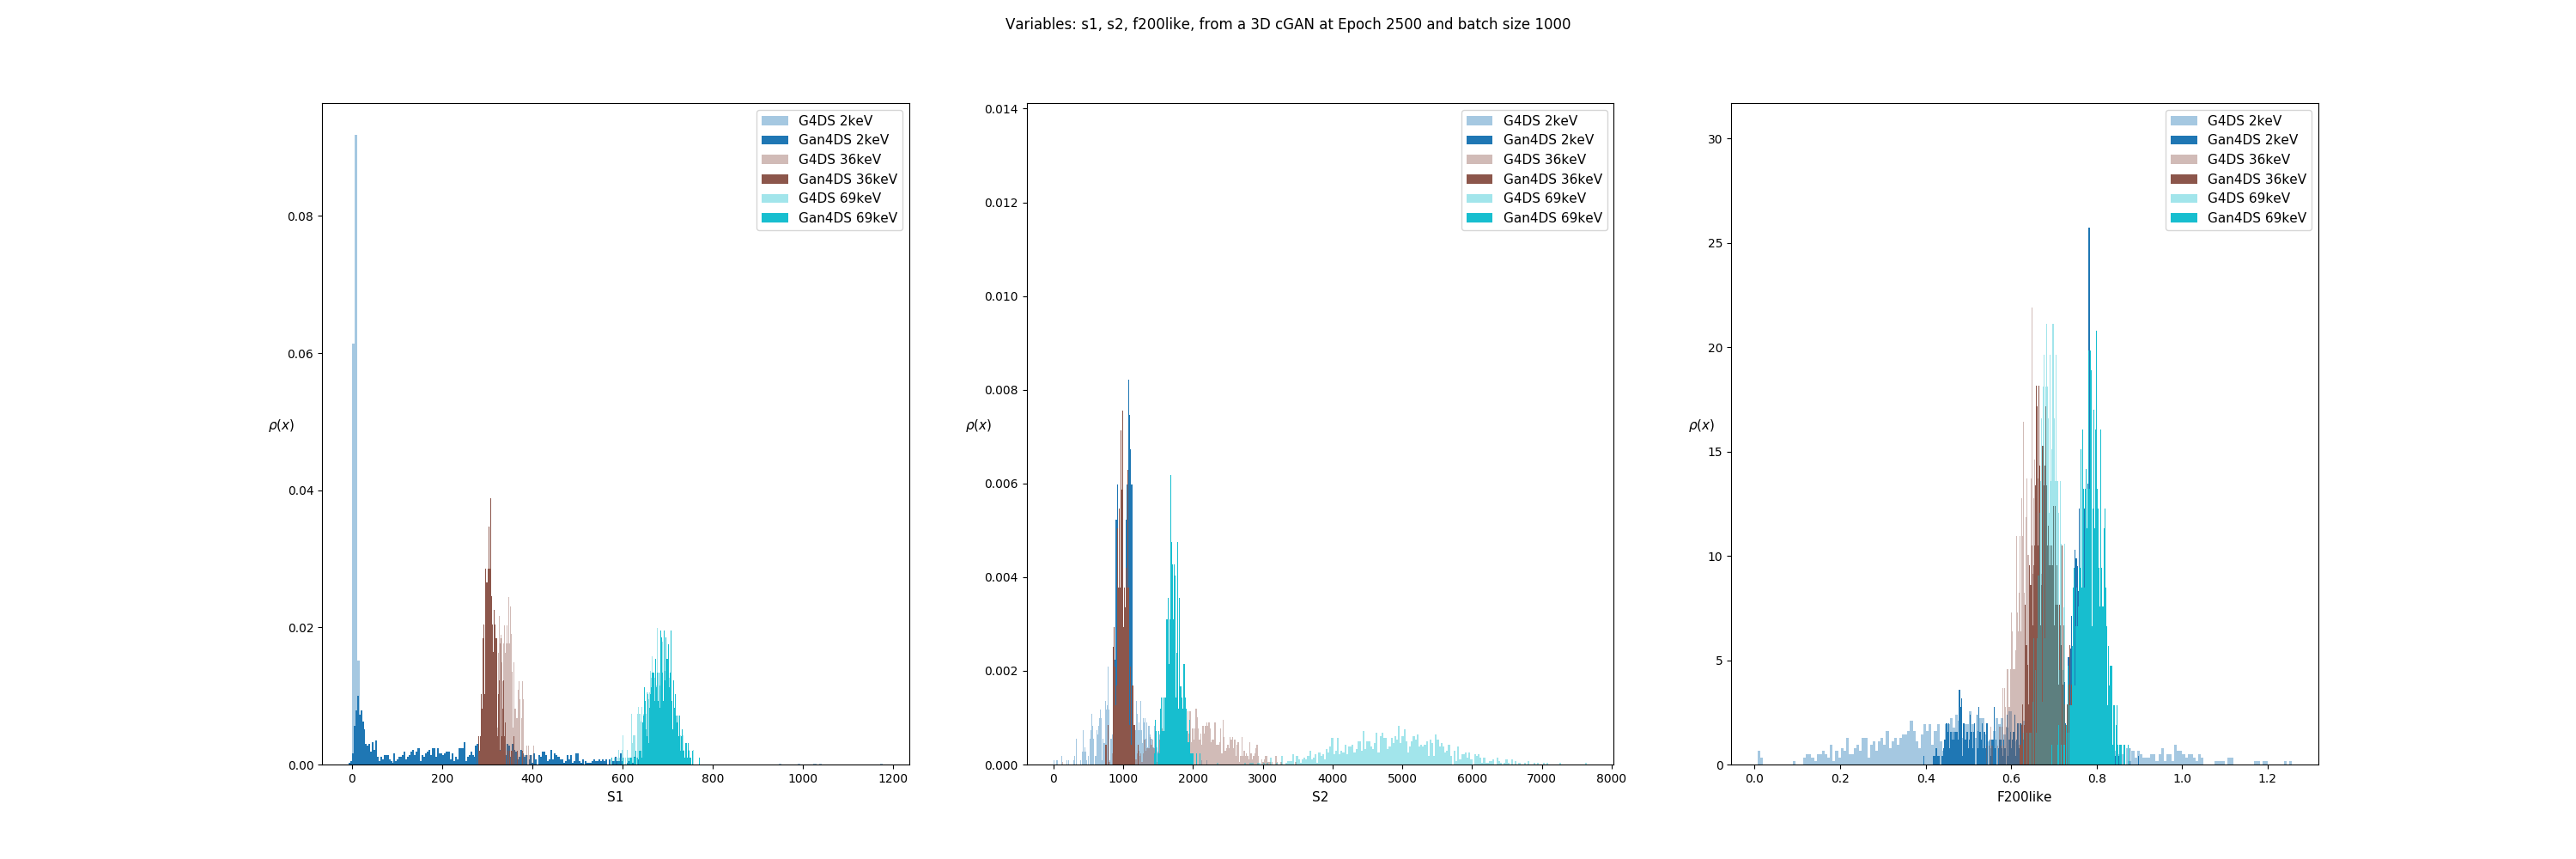 Variables: s1, s2, f200like, from a 3D cGAN at Epoch 2500 and batch size 1000
G4DS 2keV
Gan4DS 2keV
G4DS 36keV
Gan4DS 36keV
G4DS 69keV
Gan4DS 69keV
0.08
0.06
ρ(x)
0.04
0.02
0.00
0 200 400 600 800 1000 1200
S1
0.014
G4DS 2keV
Gan4DS 2keV
G4DS 36keV
Gan4DS 36keV
G4DS 69keV
Gan4DS 69keV
0.012
0.010
0.008
ρ(x)
0.006
0.004
0.002
0.000
0 1000 2000 3000 4000 5000 6000 7000 8000
S2
G4DS 2keV
Gan4DS 2keV
G4DS 36keV
Gan4DS 36keV
G4DS 69keV
Gan4DS 69keV
30
25
20
ρ(x)
15
10
5
0
0.0 0.2 0.4 0.6 0.8 1.0 1.2
F200like